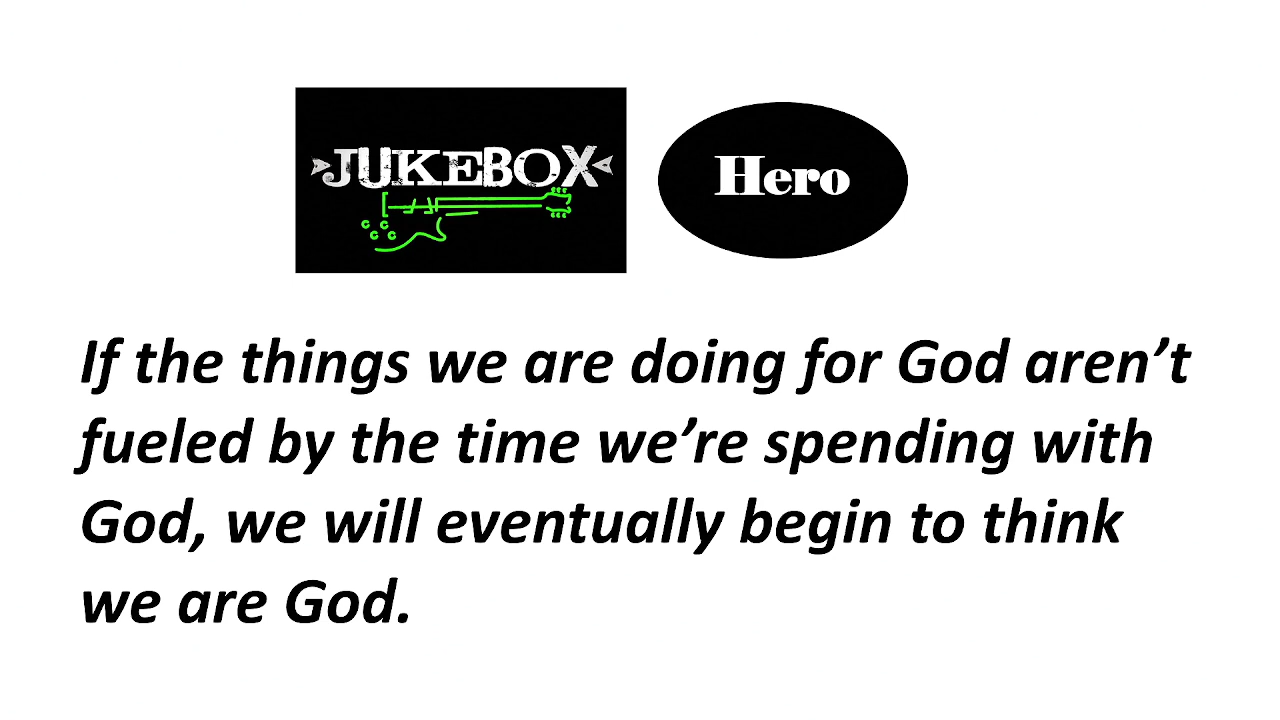 JUKEBOX
Hero
If the things we are doing for God aren’t
fueled by the time we’re spending with
God, we will eventually begin to think
we are God.